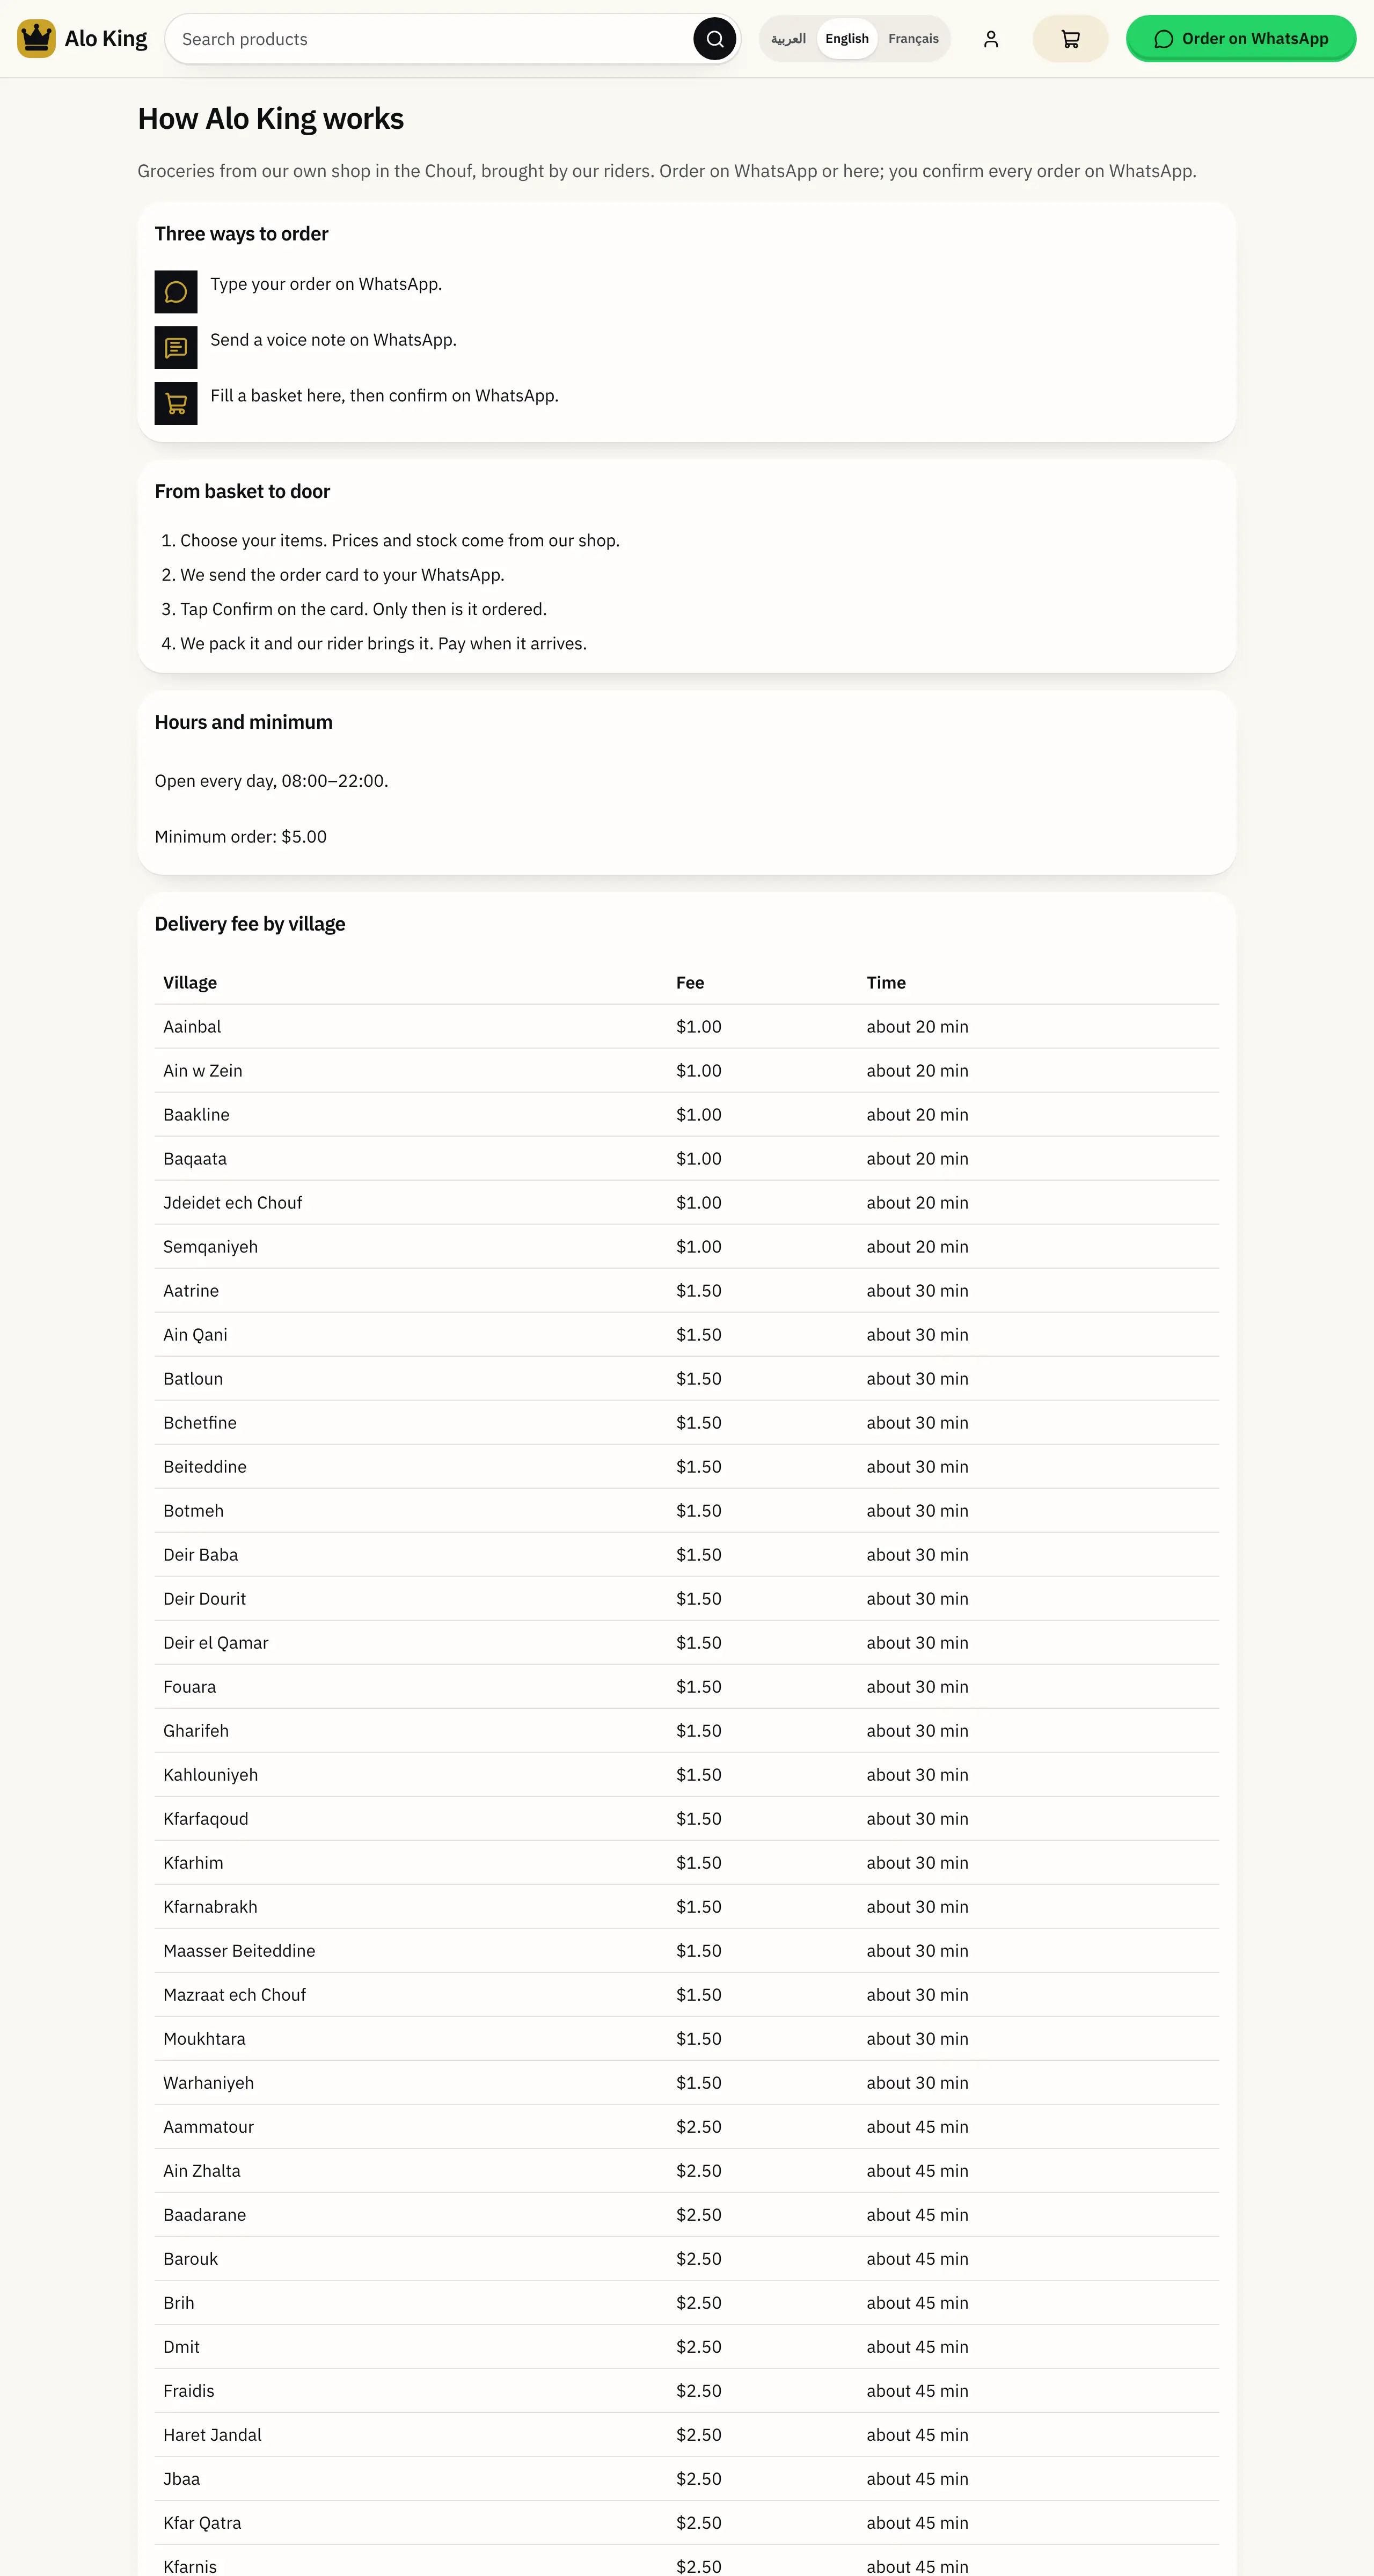 Alo King
Search products
العربية
English
Français
Order on WhatsApp
How Alo King works
Groceries from our own shop in the Chouf, brought by our riders. Order on WhatsApp or here; you confirm every order on WhatsApp.
Three ways to order
Type your order on WhatsApp.
Send a voice note on WhatsApp.
Fill a basket here, then confirm on WhatsApp.
From basket to door
1. Choose your items. Prices and stock come from our shop.
2. We send the order card to your WhatsApp.
3. Tap Confirm on the card. Only then is it ordered.
4. We pack it and our rider brings it. Pay when it arrives.
Hours and minimum
Open every day, 08:00–22:00.
Minimum order: $5.00
Delivery fee by village
Village Fee Time
Aainbal $1.00 about 20 min
Ain w Zein $1.00 about 20 min
Baakline $1.00 about 20 min
Baqaata $1.00 about 20 min
Jdeidet ech Chouf $1.00 about 20 min
Semqaniyeh $1.00 about 20 min
Aatrine $1.50 about 30 min
Ain Qani $1.50 about 30 min
Batloun $1.50 about 30 min
Bchetfine $1.50 about 30 min
Beiteddine $1.50 about 30 min
Botmeh $1.50 about 30 min
Deir Baba $1.50 about 30 min
Deir Dourit $1.50 about 30 min
Deir el Qamar $1.50 about 30 min
Fouara $1.50 about 30 min
Gharifeh $1.50 about 30 min
Kahlouniyeh $1.50 about 30 min
Kfarfaqoud $1.50 about 30 min
Kfarhim $1.50 about 30 min
Kfarnabrakh $1.50 about 30 min
Maasser Beiteddine $1.50 about 30 min
Mazraat ech Chouf $1.50 about 30 min
Moukhtara $1.50 about 30 min
Warhaniyeh $1.50 about 30 min
Aammatour $2.50 about 45 min
Ain Zhalta $2.50 about 45 min
Baadarane $2.50 about 45 min
Barouk $2.50 about 45 min
Brih $2.50 about 45 min
Dmit $2.50 about 45 min
Fraidis $2.50 about 45 min
Haret Jandal $2.50 about 45 min
Jbaa $2.50 about 45 min
Kfar Qatra $2.50 about 45 min
Kfarnis $2.50 about 45 min